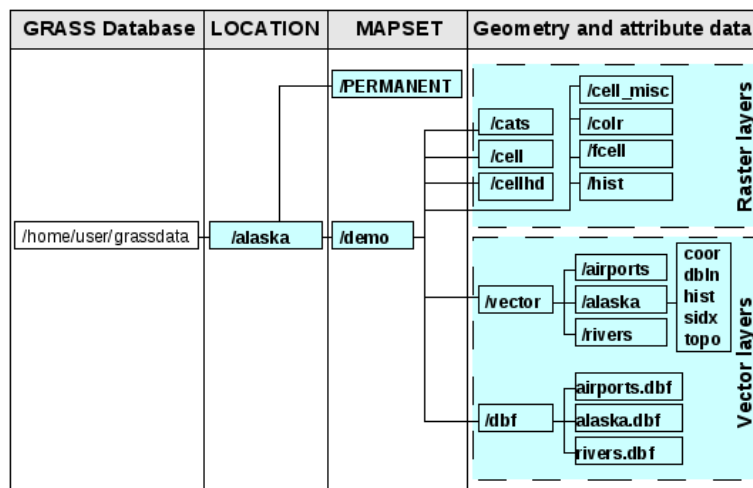 GRASS Database
LOCATION
MAPSET
Geometry and attribute data
/home/user/grassdata
/alaska
/PERMANENT
/demo
/cats
/cell
/cellhd
/cell_misc
/colr
/fcell
/hist
Raster layers
/vector
/airports
/alaska
/rivers
coor
dbln
hist
sidx
topo
/dbf
airports.dbf
alaska.dbf
rivers.dbf
Vector layers